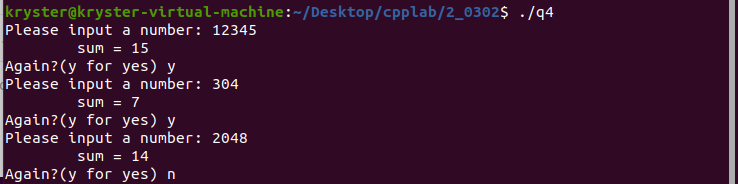 kryster@kryster-virtual-machine:~/Desktop/cpplab/2_0302$ ./q4
Please input a number: 12345
        sum = 15
Again?(y for yes) y
Please input a number: 304
        sum = 7
Again?(y for yes) y
Please input a number: 2048
        sum = 14
Again?(y for yes) n